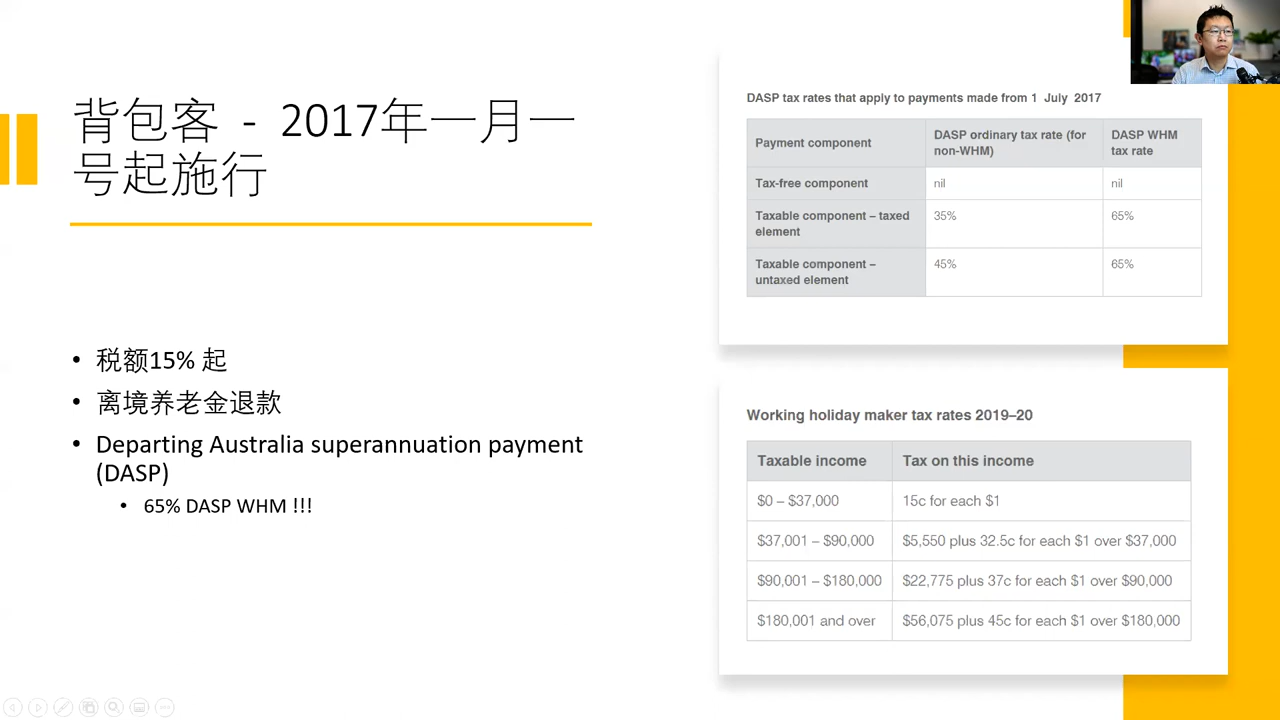 背包客 - 2017年一月一
号起施行
• 税额15% 起
• 离境养老金退款
• Departing Australia superannuation payment
(DASP)
• 65% DASP WHM !!!
DASP tax rates that apply to payments made from 1 July 2017
Payment component
DASP ordinary tax rate (for
non-WHM)
DASP WHM
tax rate
Tax-free component
nil
nil
Taxable component – taxed
element
35%
65%
Taxable component –
untaxed element
45%
65%
Working holiday maker tax rates 2019–20
Taxable income
Tax on this income
$0 – $37,000
15c for each $1
$37,001 – $90,000
$5,550 plus 32.5c for each $1 over $37,000
$90,001 – $180,000
$22,775 plus 37c for each $1 over $90,000
$180,001 and over
$56,075 plus 45c for each $1 over $180,000